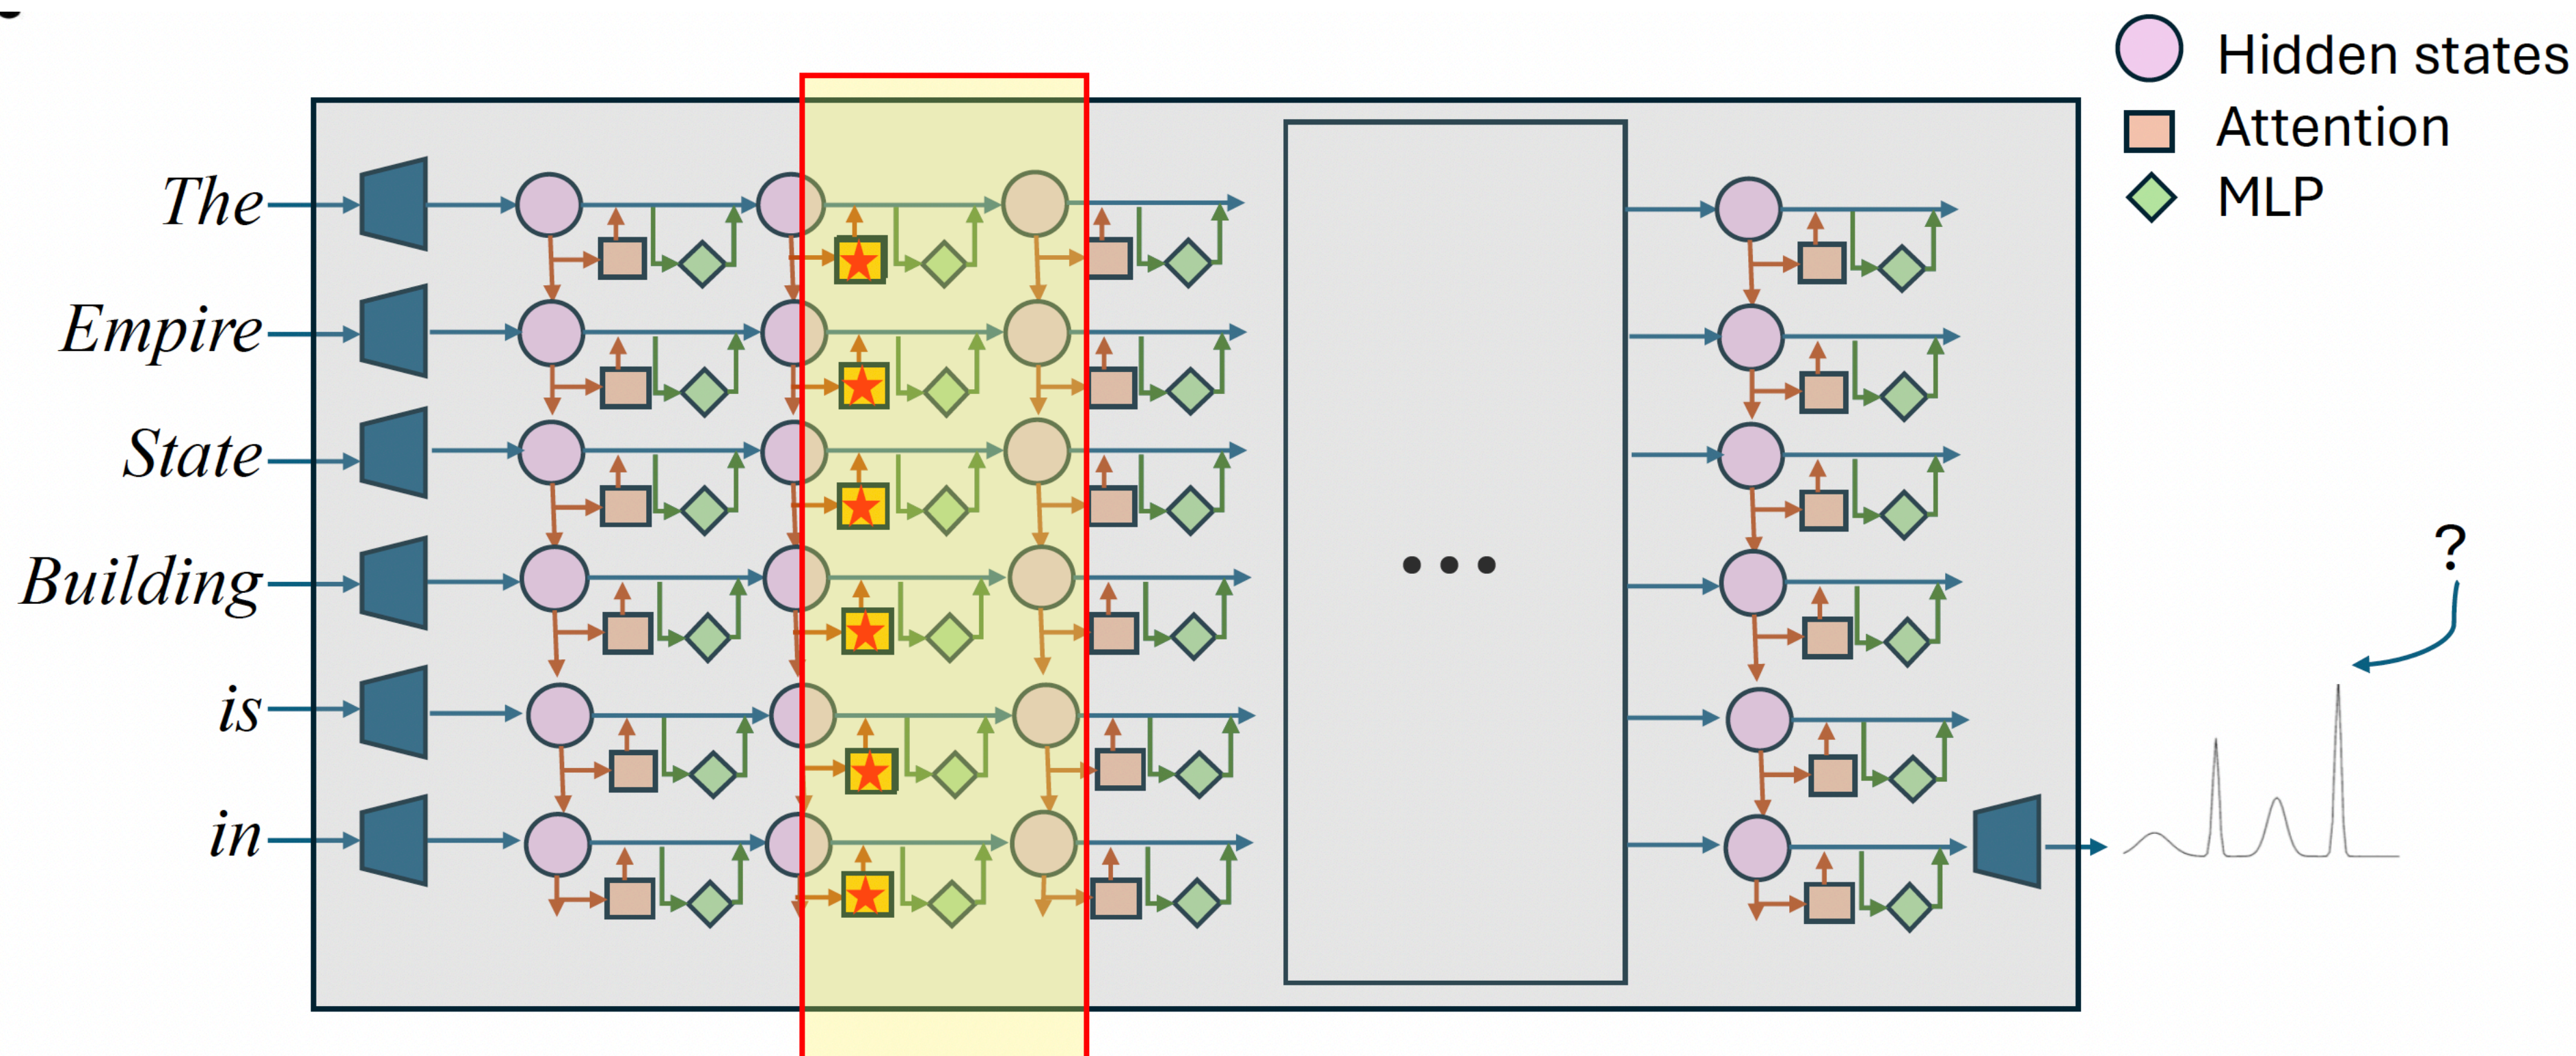 Hidden states
Attention
MLP
The
Empire
State
Building
is
in
...
?